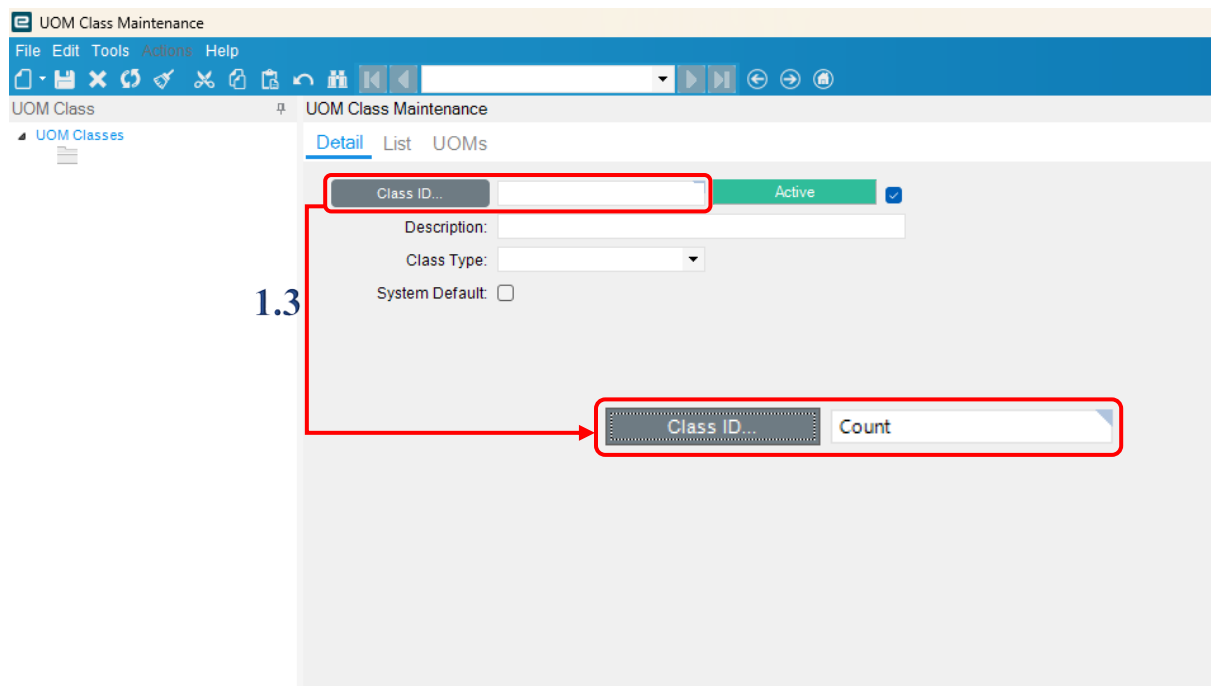 UOM Class Maintenance
File Edit Tools Actions Help
UOM Class
UOM Class Maintenance
UOM Classes
Detail List UOMs
Class ID... Active
Description:
Class Type:
System Default:
1.3
Class ID... Count